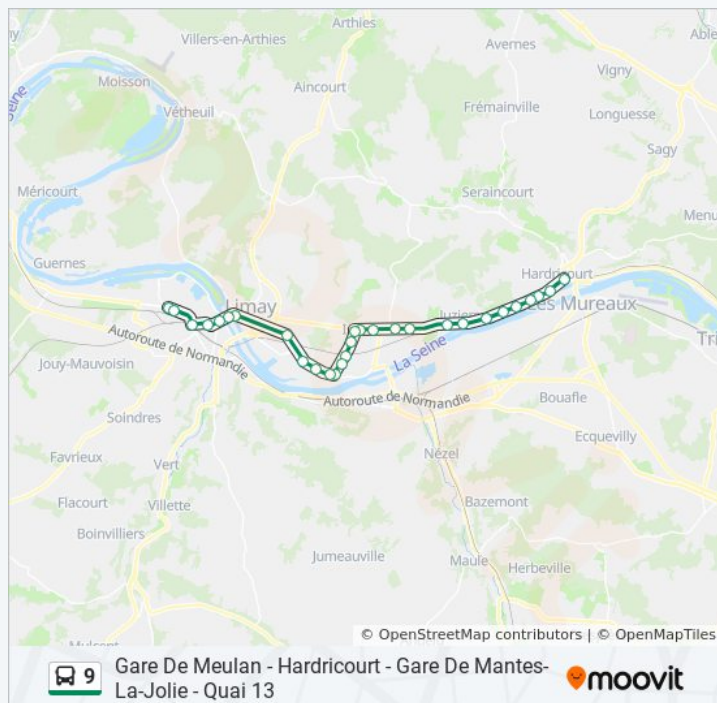 Arthies
Villers-en-Arthies
Avernes
Able
Moisson
Aincourt
Vigny
Vétheuil
Frémainville
Longuesse
Seine
Sagy
Méricourt
Seraincourt
Menu
Guernes
Hardricourt
Limay
Les Mureaux
Juziers
Autoroute de Normandie
La Seine
Tri
Jouy-Mauvoisin
Autoroute de Normandie
Bouafle
Soindres
Ecquevilly
Favrieux
Vert
Nézel
Flacourt
Villette
Bazemont
Boinvilliers
Jumeauville
Maule
Herbeville
© OpenStreetMap contributors | © OpenMapTiles
9 Gare De Meulan - Hardricourt - Gare De Mantes-
La-Jolie - Quai 13
moovit